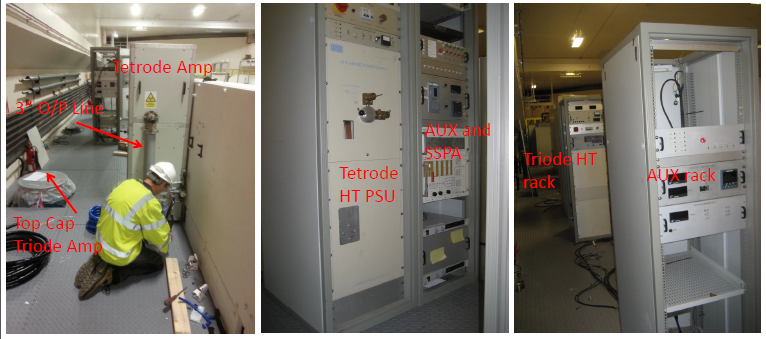 Tetrode Amp
3" O/P Line
Top Cap
Triode Amp
Tetrode
HT PSU
AUX and
SSPA
Triode HT
rack
AUX rack